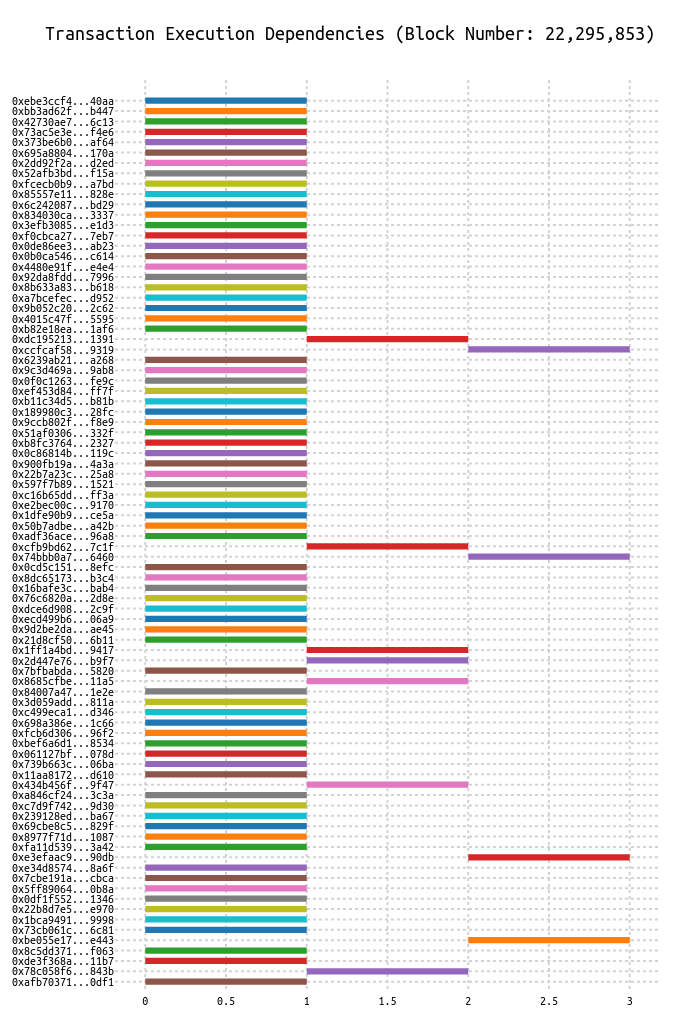 Transaction Execution Dependencies (Block Number: 22,295,853)
0xebe3ccf4...40aa
0xbb3ad62f...b447
0x42730ae7...6c13
0x73ac5e3e...f4e6
0x373be6b0...af64
0x695a8804...170a
0x2dd92f2a...d2ed
0x52afb3bd...f15a
0xfcecb0b9...a7bd
0x85557e11...828e
0x6c242087...bd29
0x834030ca...3337
0x3efb3085...e1d3
0xf0cbca27...7eb7
0x0de86ee3...ab23
0x0b0ca546...c614
0x4480e91f...e4e4
0x92da8fdd...7996
0x8b633a83...b618
0xa7bcefec...d952
0x9b052c20...2c62
0x4015c47f...5595
0xb82e18ea...1af6
0xdc195213...1391
0xccfcaf58...9319
0x6239ab21...a268
0x9c3d469a...9ab8
0x0f0c1263...fe9c
0xef453d84...ff7f
0xb11c34d5...b81b
0x189980c3...28fc
0x9ccb802f...f8e9
0x51af0306...332f
0xb8fc3764...2327
0x0c86814b...119c
0x900fb19a...4a3a
0x22b7a23c...25a8
0x597f7b89...1521
0xc16b65dd...ff3a
0xe2bec00c...9170
0x1dfe90b9...ce5a
0x50b7adbe...a42b
0xadf36ace...96a8
0xcfb9bd62...7c1f
0x74bbb0a7...6460
0x0cd5c151...8efc
0x8dc65173...b3c4
0x16bafe3c...bab4
0x76c6820a...2d8e
0xdce6d908...2c9f
0xecd499b6...06a9
0x9d2be2da...ae45
0x21d8cf50...6b11
0x1ff1a4bd...9417
0x2d447e76...b9f7
0x7bfbabda...5820
0x8685cfbe...11a5
0x84007a47...1e2e
0x3d059add...811a
0xc499eca1...d346
0x698a386e...1c66
0xfcb6d306...96f2
0xbef6a6d1...8534
0x061127bf...078d
0x739b663c...06ba
0x11aa8172...d610
0x434b456f...9f47
0xa846cf24...3c3a
0xc7d9f742...9d30
0x239128ed...ba67
0x69cbe8c5...829f
0x8977f71d...1087
0xfa11d539...3a42
0xe3efaac9...90db
0xe34d8574...8a6f
0x7cbe191a...cbca
0x5ff89064...0b8a
0x0df1f552...1346
0x22b8d7e5...e970
0x1bca9491...9998
0x73cb061c...6c81
0xbe055e17...e443
0x8c5dd371...f063
0xde3f368a...11b7
0x78c058f6...843b
0xafb70371...0df1
0 0.5 1 1.5 2 2.5 3